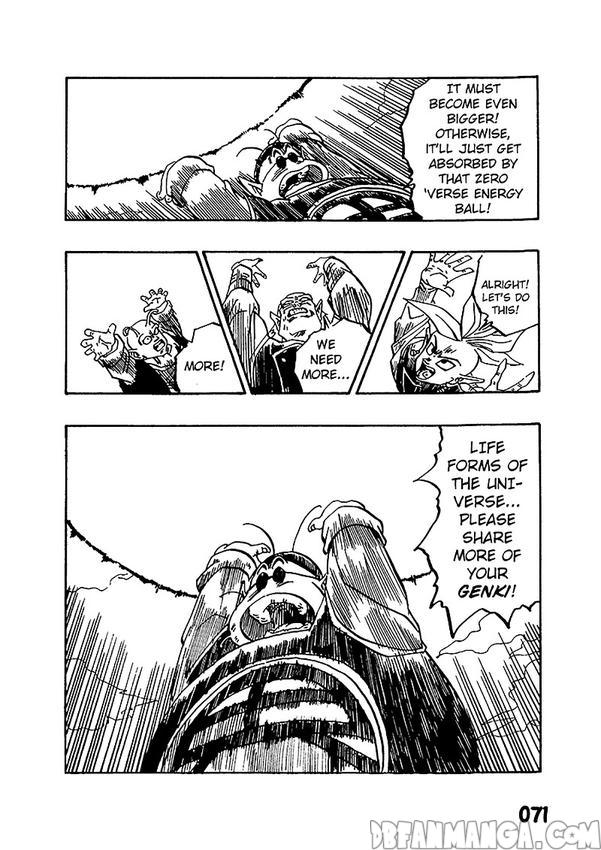 IT MUST
BECOME EVEN
BIGGER!
OTHERWISE,
IT'LL JUST GET
ABSORBED BY
THAT ZERO
'VERSE ENERGY
BALL!
MORE!
WE
NEED
MORE...
ALRIGHT!
LET'S DO
THIS!
LIFE
FORMS OF
THE UNI-
VERSE...
PLEASE
SHARE
MORE OF
YOUR
GENKI!
071
DBFANMANGA.COM